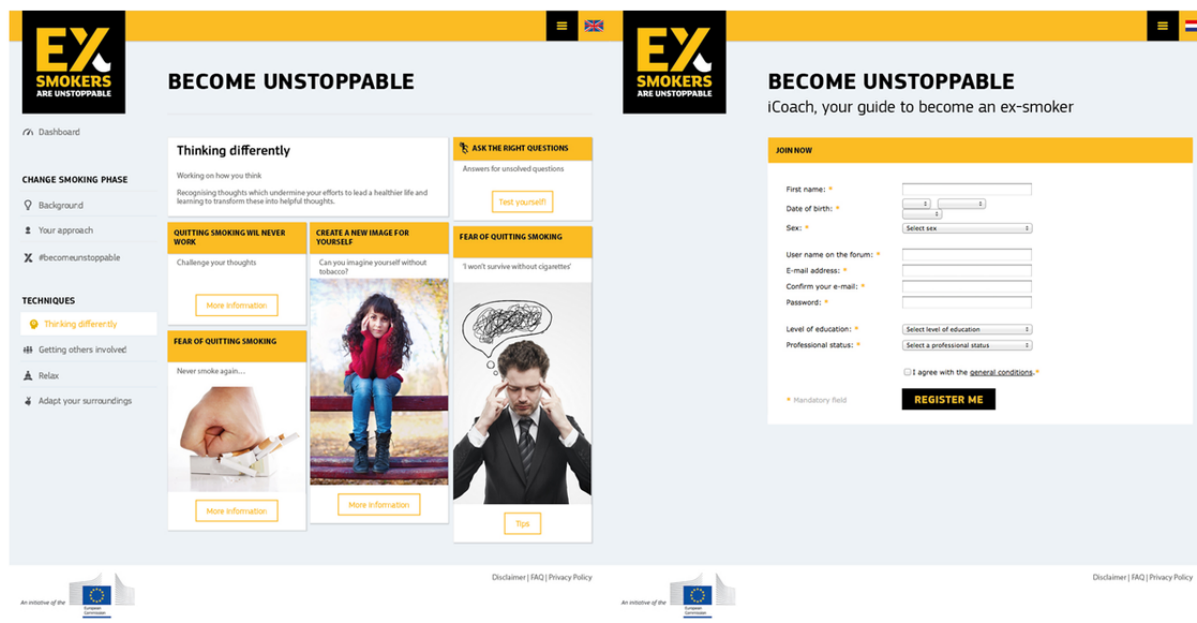 EX
SMOKERS
ARE UNSTOPPABLE
BECOME UNSTOPPABLE
Dashboard
CHANGE SMOKING PHASE
Background
Your approach
#becomeunstoppable
TECHNIQUES
Thinking differently
Getting others involved
Relax
Adapt your surroundings
Thinking differently
Working on how you think
Recognising thoughts which undermine your efforts to lead a healthier life and
learning to transform these into helpful thoughts.
ASK THE RIGHT QUESTIONS
Answers for unsolved questions
Test yourself!
QUITTING SMOKING WIL NEVER
WORK
Challenge your thoughts
More information
CREATE A NEW IMAGE FOR
YOURSELF
Can you imagine yourself without
tobacco?
More information
FEAR OF QUITTING SMOKING
'I won't survive without cigarettes'
Tips
FEAR OF QUITTING SMOKING
Never smoke again...
More information
An initiative of the
European
Commission
Disclaimer | FAQ | Privacy Policy
EX
SMOKERS
ARE UNSTOPPABLE
BECOME UNSTOPPABLE
iCoach, your guide to become an ex-smoker
JOIN NOW
First name: *
Date of birth: *
Sex: * Select sex
User name on the forum: *
E-mail address: *
Confirm your e-mail: *
Password: *
Level of education: * Select level of education
Professional status: * Select a professional status
I agree with the general conditions.*
* Mandatory field
REGISTER ME
An initiative of the
European
Commission
Disclaimer | FAQ | Privacy Policy